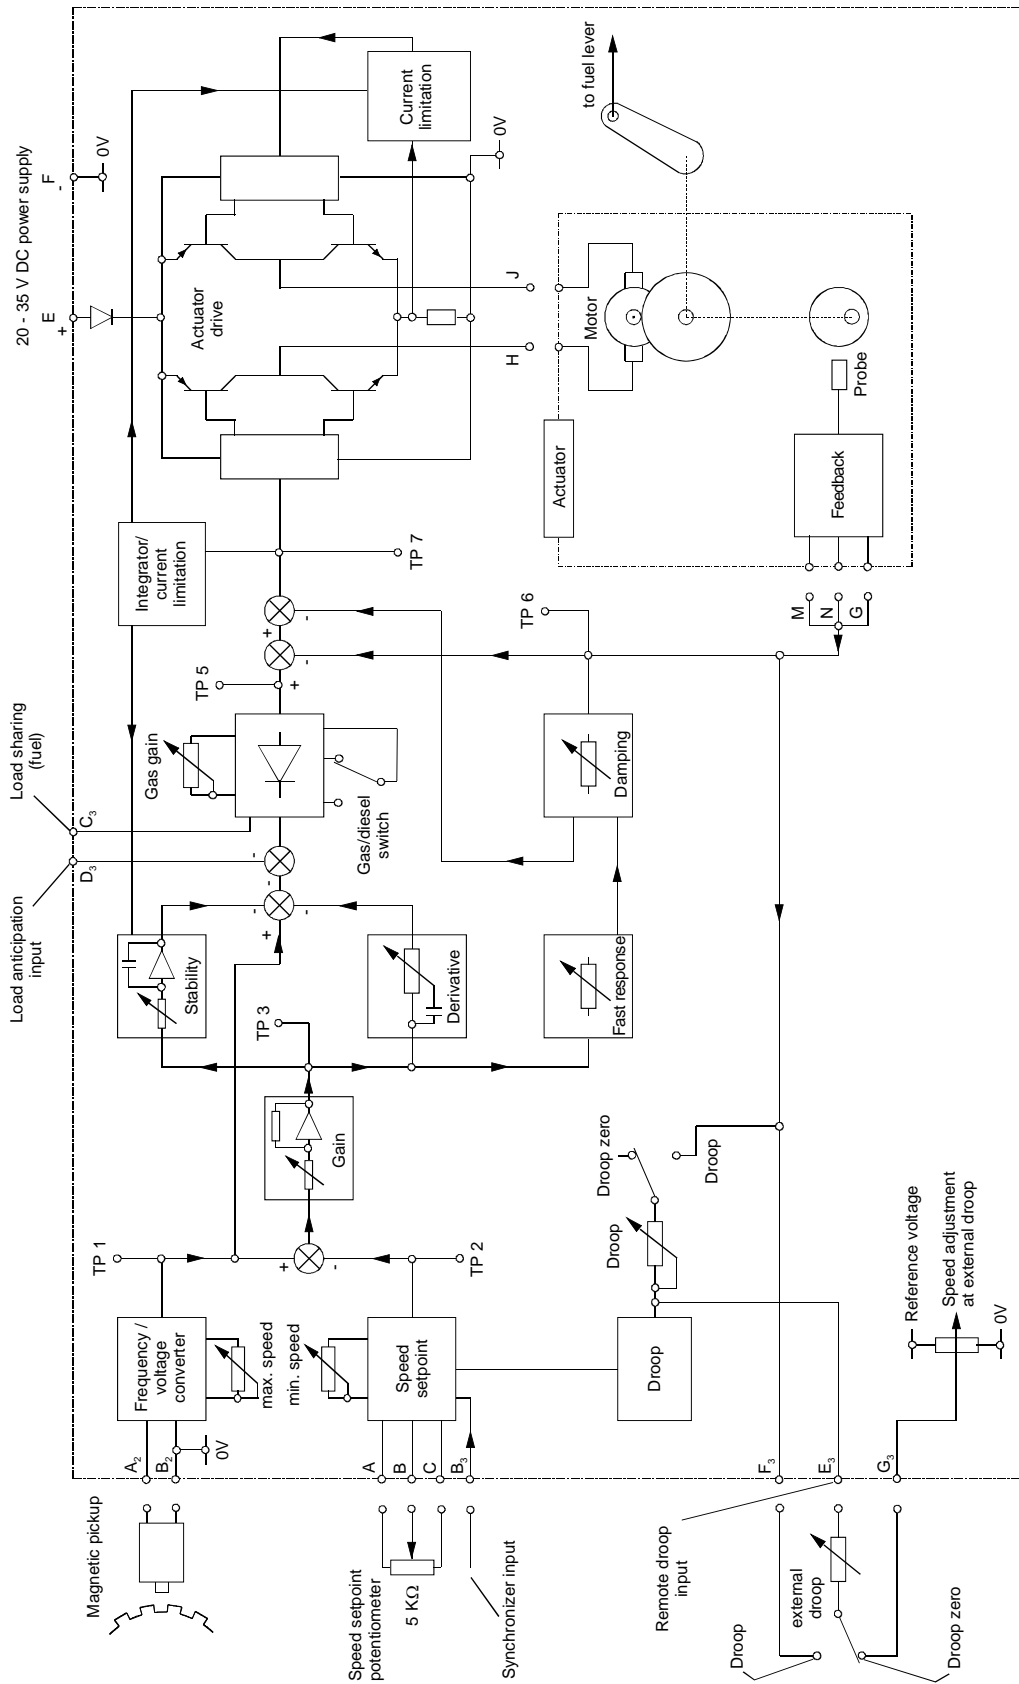 Magnetic pickup
A2
B2
0V
Frequency /
voltage
converter
max. speed
TP 1
Load anticipation
input
D3
Load sharing
(fuel)
C3
Stability
Integrator/
current
limitation
20 - 35 V DC power supply
E
+
F
-
0V
Speed setpoint
potentiometer
5 KΩ
Synchronizer input
A
B
C
B3
min. speed
Speed
setpoint
TP 2
+
-
Gain
TP 3
Derivative
+
-
-
-
-
Gas gain
Gas/diesel
switch
TP 5
+
-
+
-
TP 7
Actuator
drive
Current
limitation
0V
Fast response
Damping
TP 6
H
J
Actuator
Motor
to fuel lever
Probe
Feedback
M
N
G
Droop
Droop
Droop zero
Droop
Remote droop
input
F3
E3
G3
external
droop
Droop
Droop zero
Reference voltage
Speed adjustment
at external droop
0V